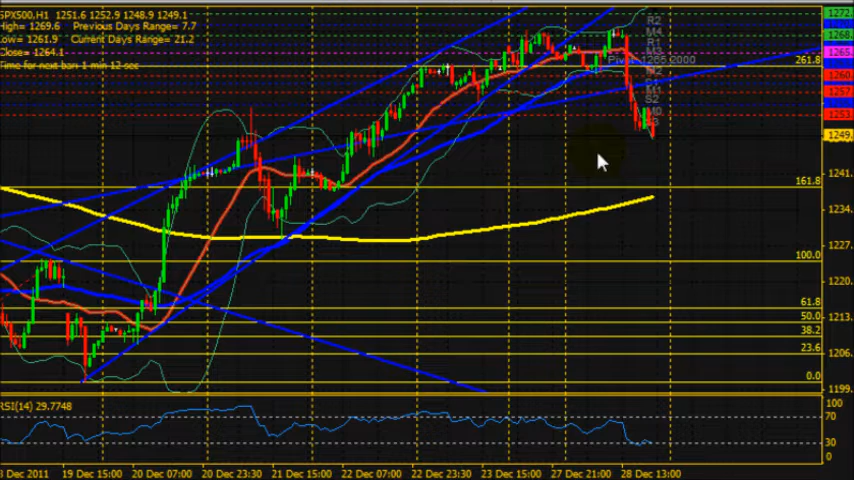 SPX500,H1 1251.6 1252.9 1248.9 1249.1
High= 1269.6 Previous Days Range= 7.7
Low= 1261.9 Current Days Range= 21.2
Close= 1264.1
Time for next bar: 1 min 12 sec
R2
M4
R1
Pivot 1265.2000
M2
M1
S2
M0
261.8
161.8
100.0
61.8
50.0
38.2
23.6
0.0
1272.
1268.
1265.
1260.
1257.
1253.
1249.
1241.
1234.
1227.
1220.
1213.
1206.
1199.
RSI(14) 29.7748
100
70
30
0
Dec 2011 19 Dec 15:00 20 Dec 07:00 20 Dec 23:00 21 Dec 15:00 22 Dec 07:00 22 Dec 23:30 23 Dec 15:00 27 Dec 21:00 28 Dec 13:00